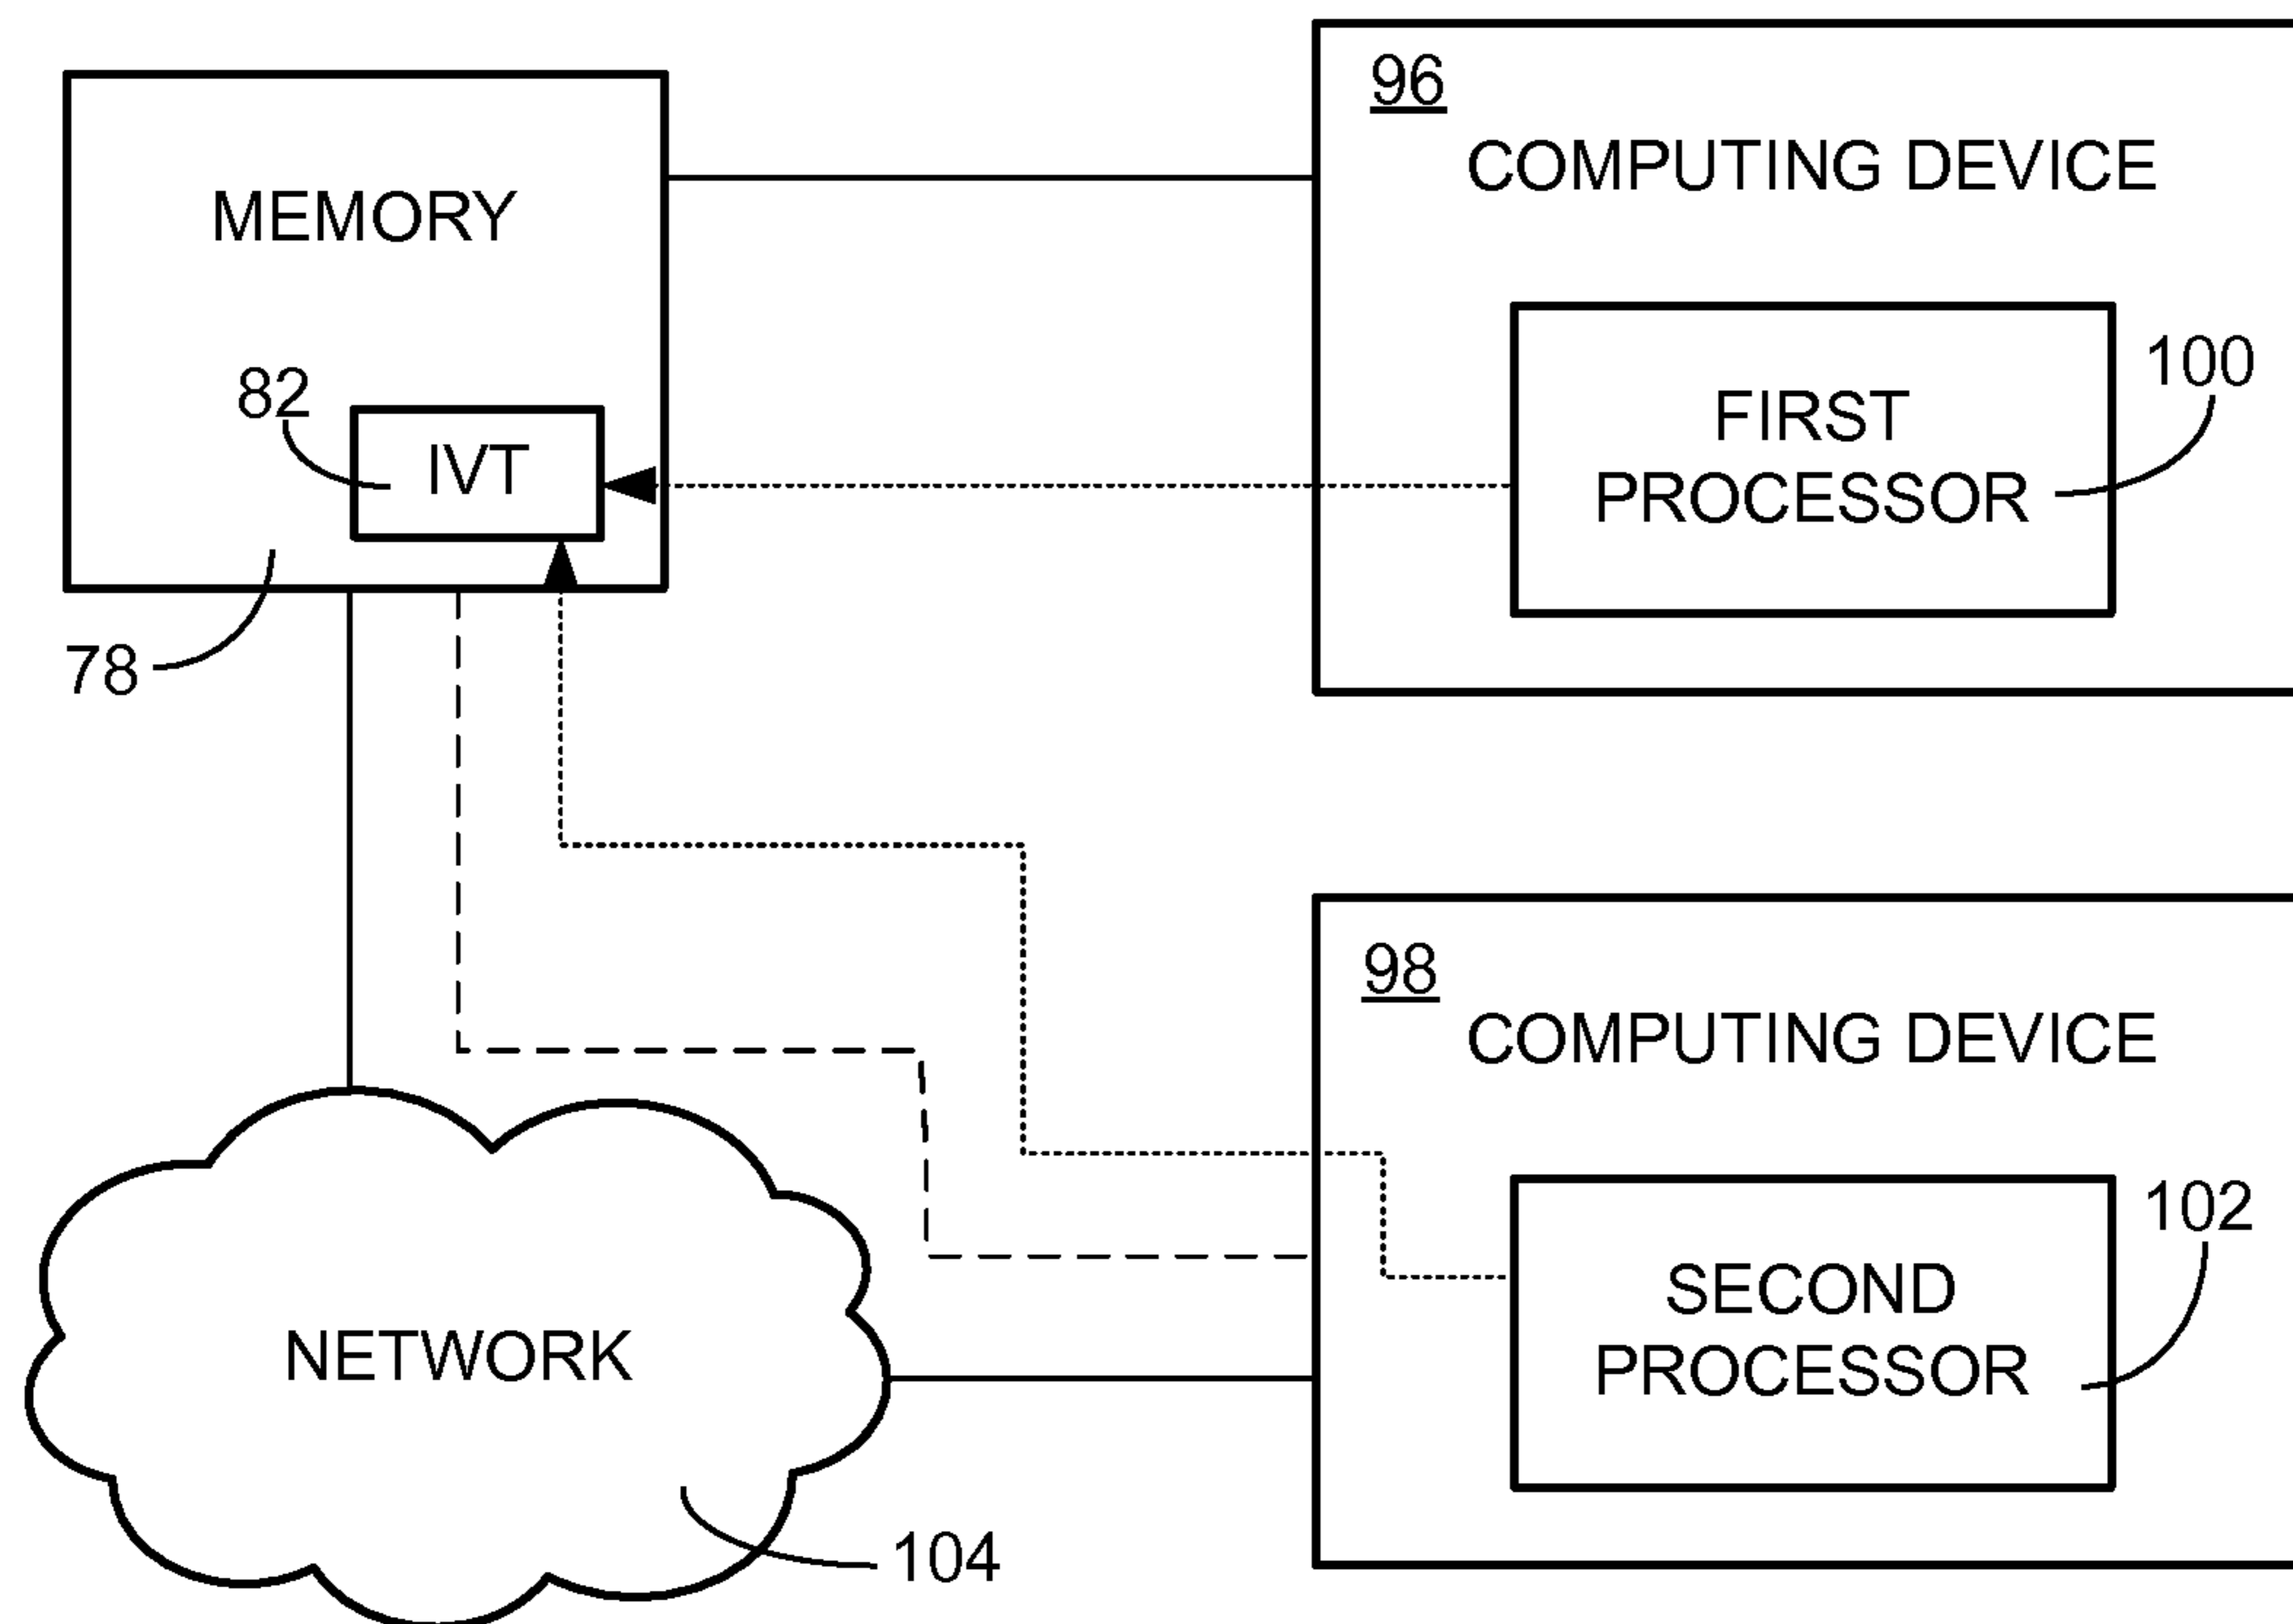 96
COMPUTING DEVICE
MEMORY
82
IVT
FIRST
PROCESSOR
100
78
98
COMPUTING DEVICE
SECOND
PROCESSOR
102
NETWORK
104